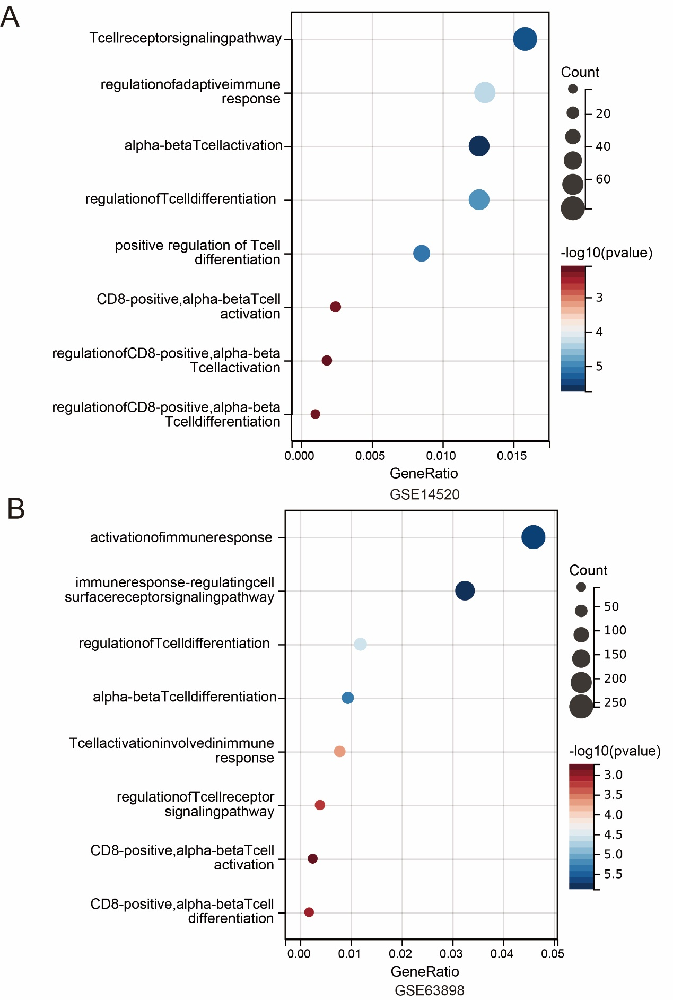 A
Tcellreceptorsignalingpathway
regulationofadaptiveimmune
response
alpha-betaTcellactivation
regulationofTcelldifferentiation
positive regulation of Tcell
differentiation
CD8-positive,alpha-betaTcell
activation
regulationofCD8-positive,alpha-beta
Tcellactivation
regulationofCD8-positive,alpha-beta
Tcelldifferentiation
0.000 0.005 0.010 0.015
GeneRatio
GSE14520
Count
20
40
60
-log10(pvalue)
3
4
5
B
activationofimmuneresponse
immuneresponse-regulatingcell
surfacereceptorsignalingpathway
regulationofTcelldifferentiation
alpha-betaTcelldifferentiation
Tcellactivationinvolvedinimmune
response
regulationofTcellreceptor
signalingpathway
CD8-positive,alpha-betaTcell
activation
CD8-positive,alpha-betaTcell
differentiation
0.00 0.01 0.02 0.03 0.04 0.05
GeneRatio
GSE63898
Count
50
100
150
200
250
-log10(pvalue)
3.0
3.5
4.0
4.5
5.0
5.5